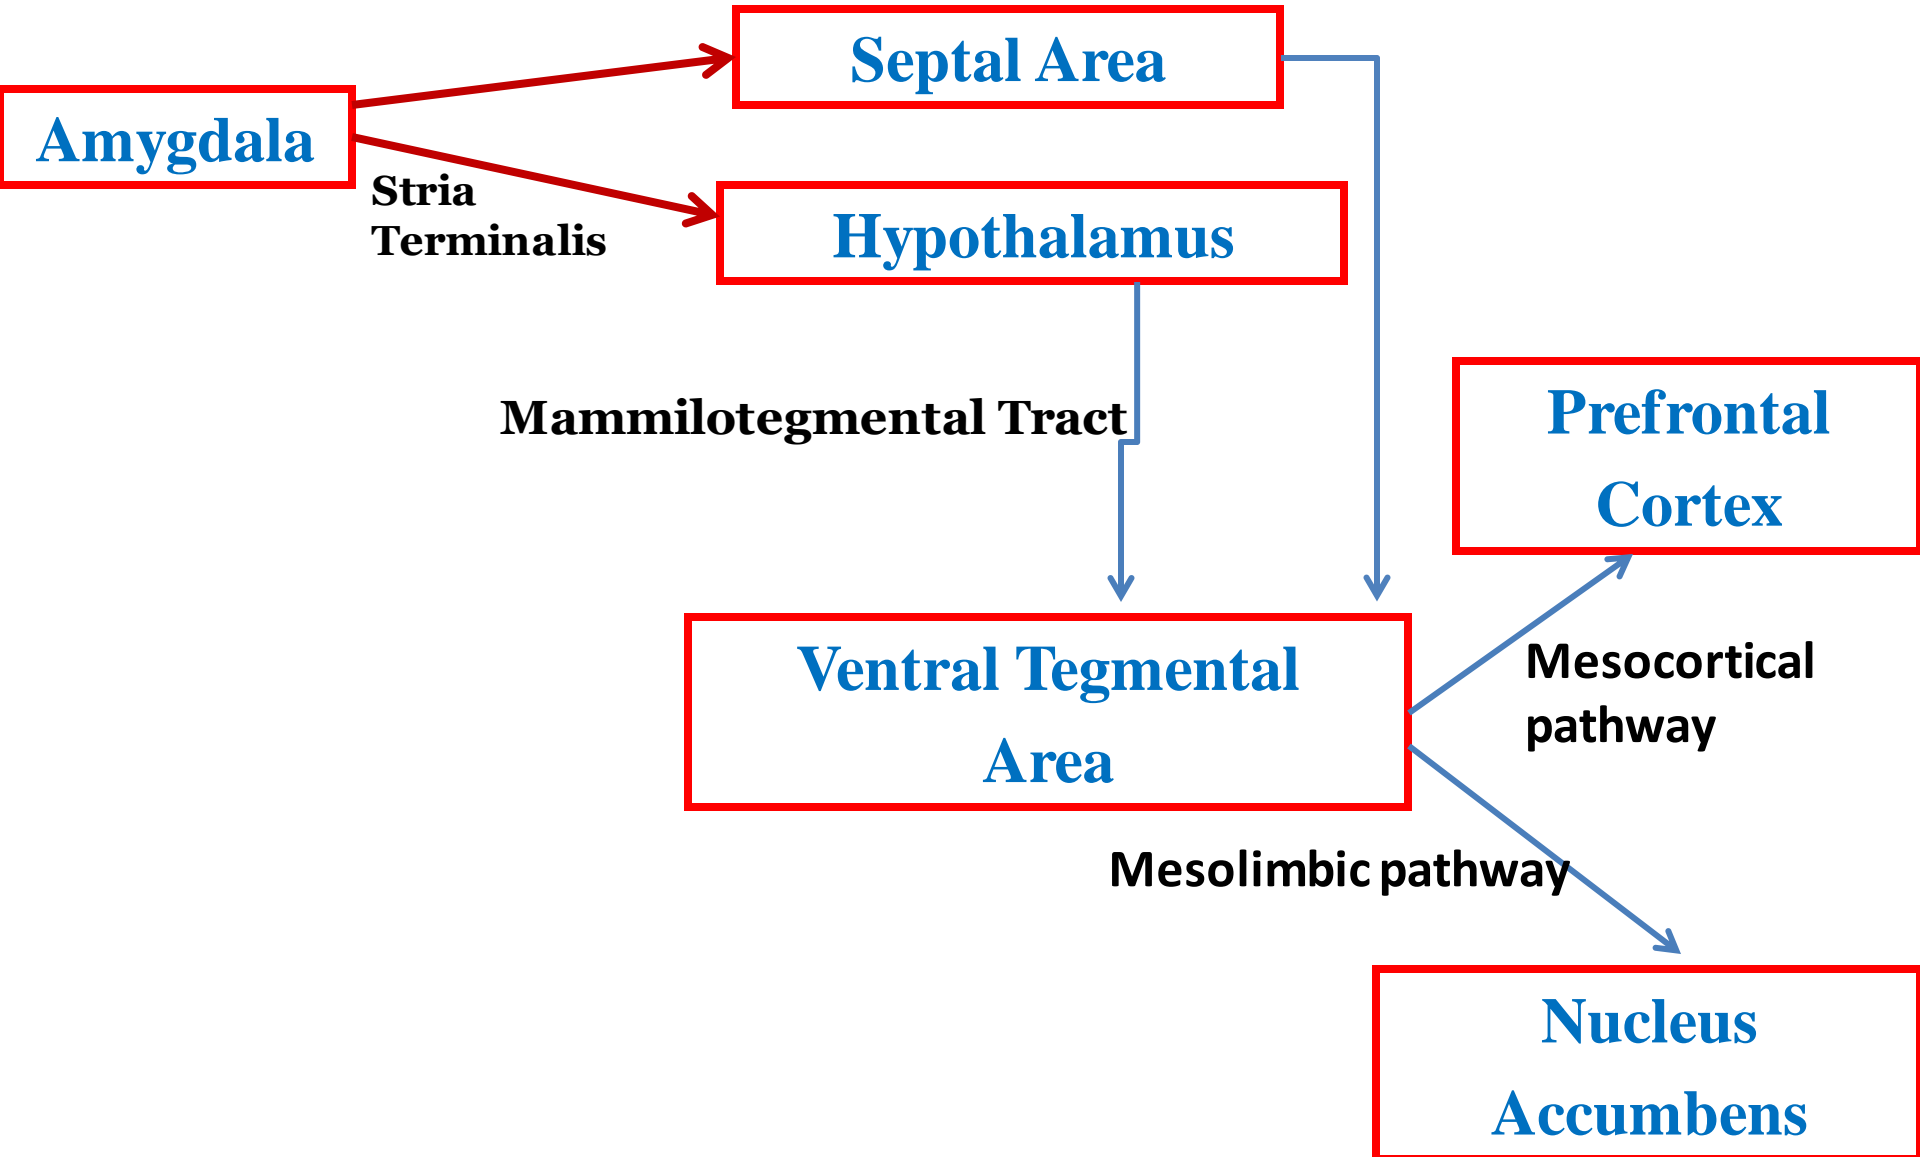 Septal Area
Amygdala
Stria
Terminalis
Hypothalamus
Mammilotegmental Tract
Prefrontal
Cortex
Ventral Tegmental
Area
Mesocortical
pathway
Mesolimbic pathway
Nucleus
Accumbens